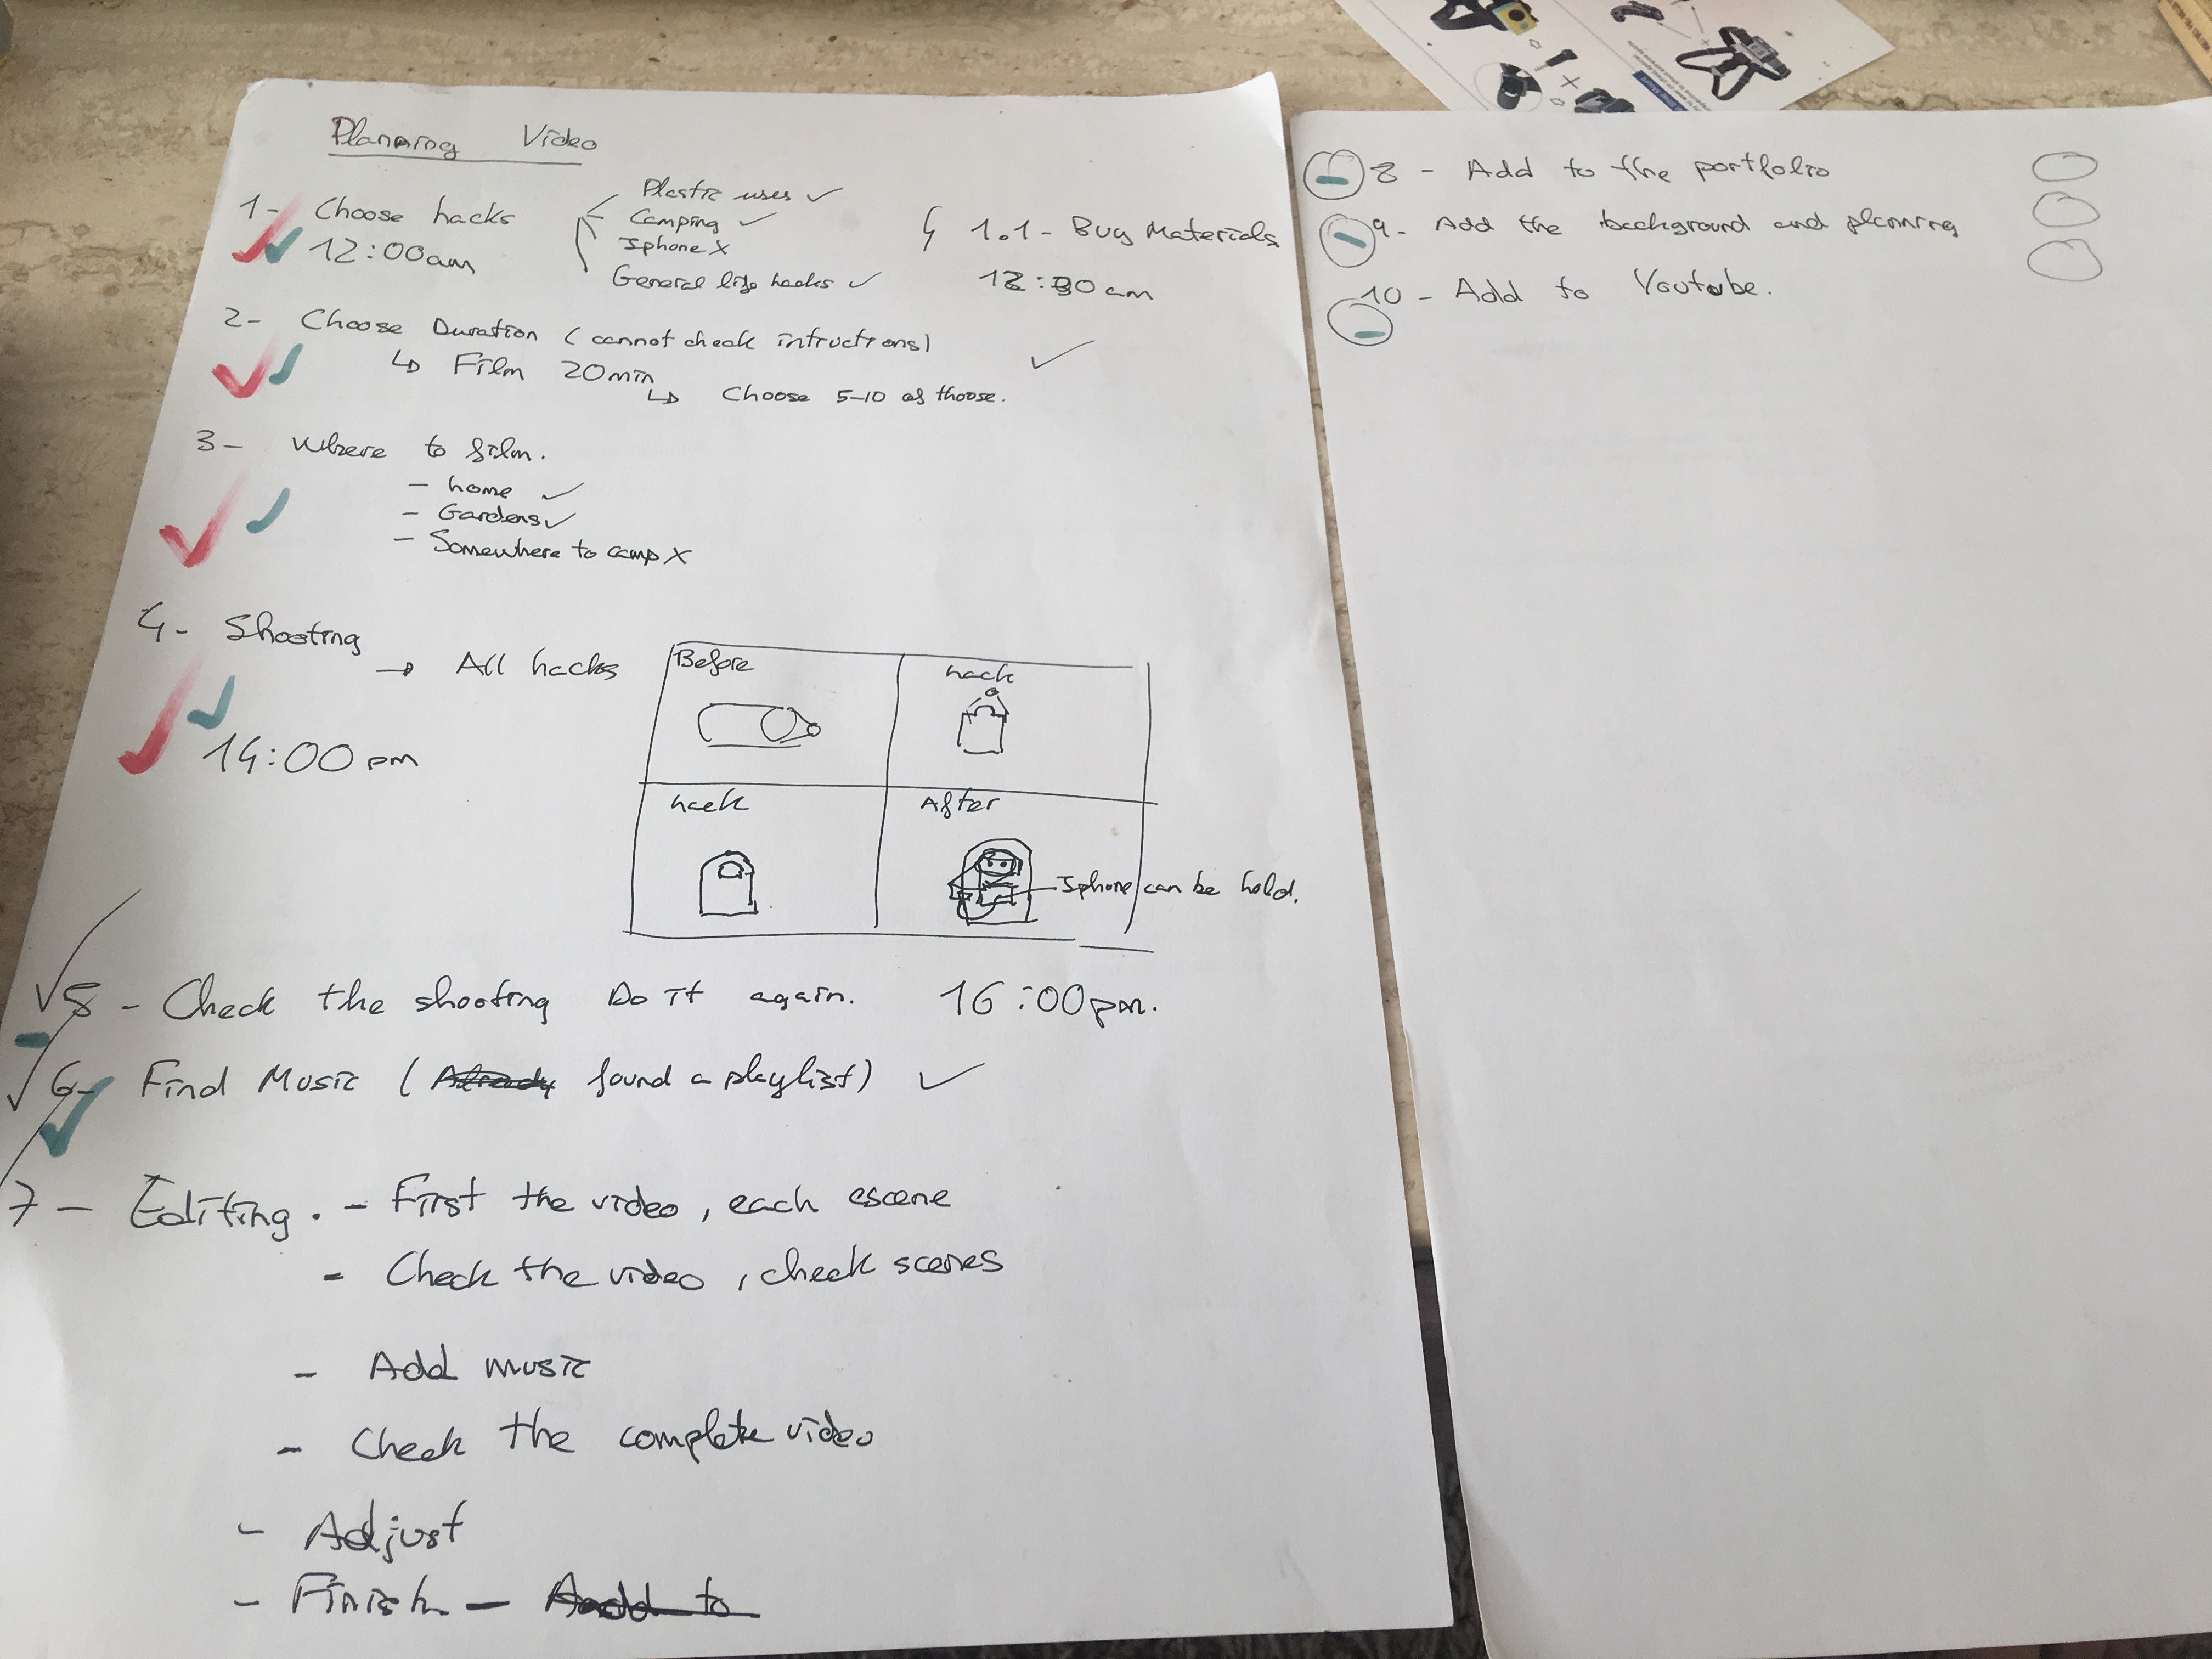 Planning Video
1- Choose hacks
12:00am
Plastic uses ✓
Camping ✓
Iphone X
General life hacks ✓
1.1- Buy Materials
12:30am
2- Choose Duration (cannot check intructions)
↳ Film 20min
↳ Choose 5-10 of thoose.
3- Where to film.
- home ✓
- Gardens ✓
- Somewhere to camp X
4- Shooting
→ All hacks
14:00pm
Before
hack
hack
After
Iphone can be hold.
5- Check the shooting Do it again. 16:00pm.
6- Find Music (Already found a playlist) ✓
7- Editing. - First the video, each escene
- Check the video, check scenes
- Add music
- Check the complete video
- Adjust
- Finish - Add to
8 - Add to the portfolio
9- Add the background and planning
10 - Add to Youtube.